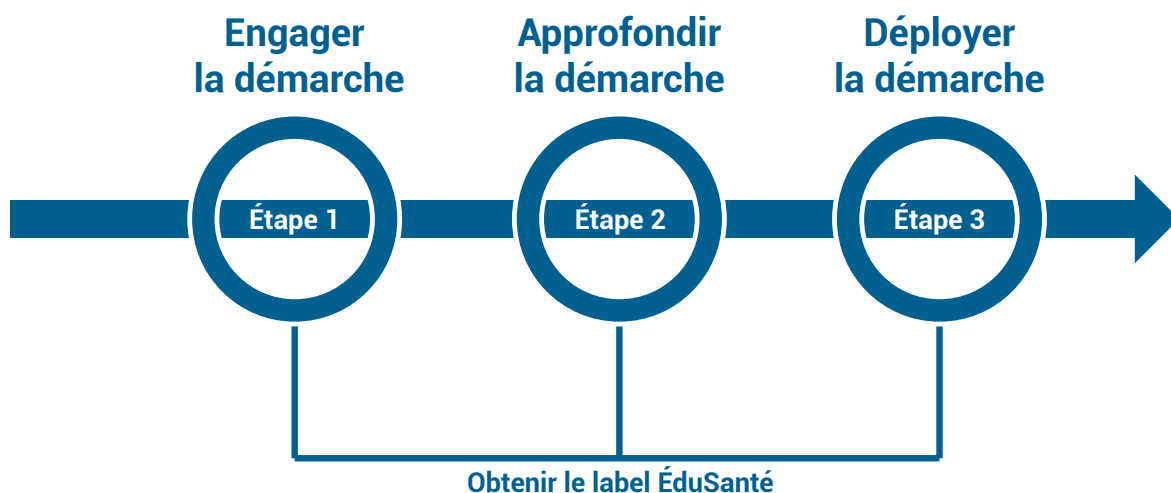 Engager
la démarche
Approfondir
la démarche
Déployer
la démarche
Étape 1
Étape 2
Étape 3
Obtenir le label ÉduSanté